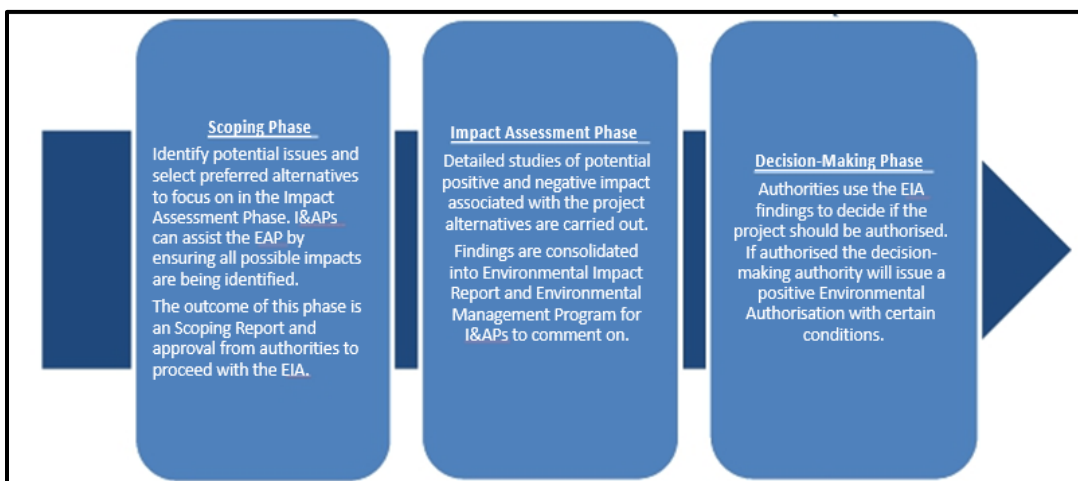 Scoping Phase
Identify potential issues and
select preferred alternatives
to focus on in the Impact
Assessment Phase. I&APs
can assist the EAP by
ensuring all possible impacts
are being identified.
The outcome of this phase is
an Scoping Report and
approval from authorities to
proceed with the EIA.
Impact Assessment Phase
Detailed studies of potential
positive and negative impact
associated with the project
alternatives are carried out.
Findings are consolidated
into Environmental Impact
Report and Environmental
Management Program for
I&APs to comment on.
Decision-Making Phase
Authorities use the EIA
findings to decide if the
project should be authorised.
If authorised the decision-
making authority will issue a
positive Environmental
Authorisation with certain
conditions.